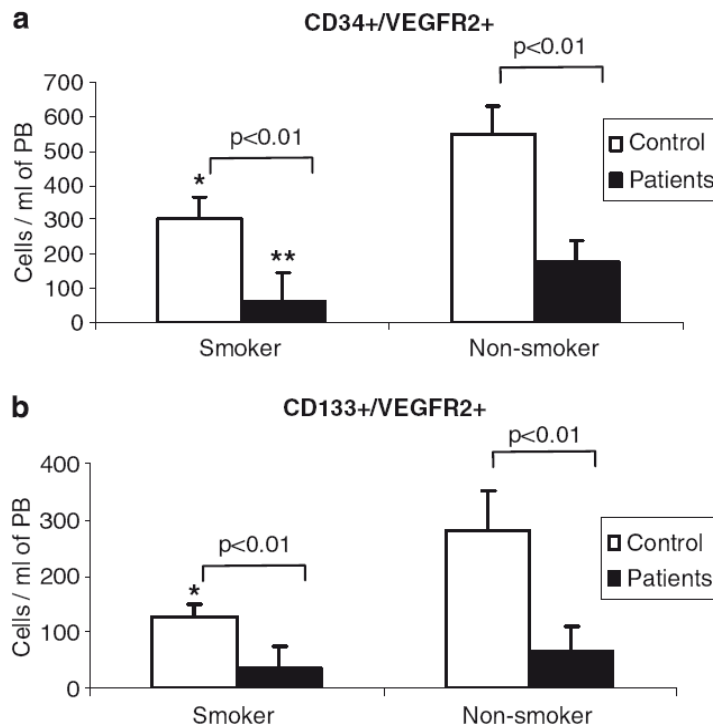 a
CD34+/VEGFR2+
700
600
500
400
300
200
100
0
Cells / ml of PB
p<0.01
p<0.01
*
**
Control
Patients
Smoker
Non-smoker
b
CD133+/VEGFR2+
400
300
200
100
0
Cells / ml of PB
p<0.01
p<0.01
*
Control
Patients
Smoker
Non-smoker